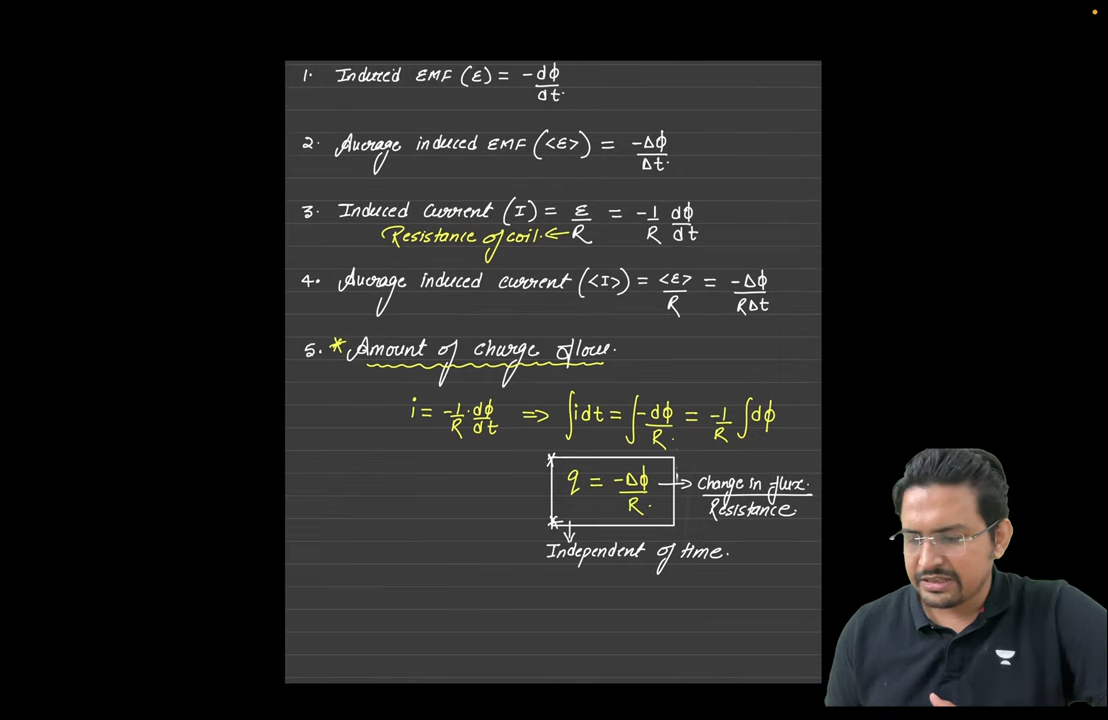 1. Induced EMF (ε) = -dϕ/dt.
2. Average induced EMF (<ε>) = -Δϕ/Δt.
3. Induced current (I) = ε/R = -1/R dϕ/dt
Resistance of coil. ← R
4. Average induced current (<I>) = <ε>/R = -Δϕ/RΔt
5. * Amount of charge flow.
i = -1/R · dϕ/dt ⇒ ∫idt = ∫-dϕ/R. = -1/R ∫dϕ
q = -Δϕ/R. → Change in flux./Resistance.
Independent of time.